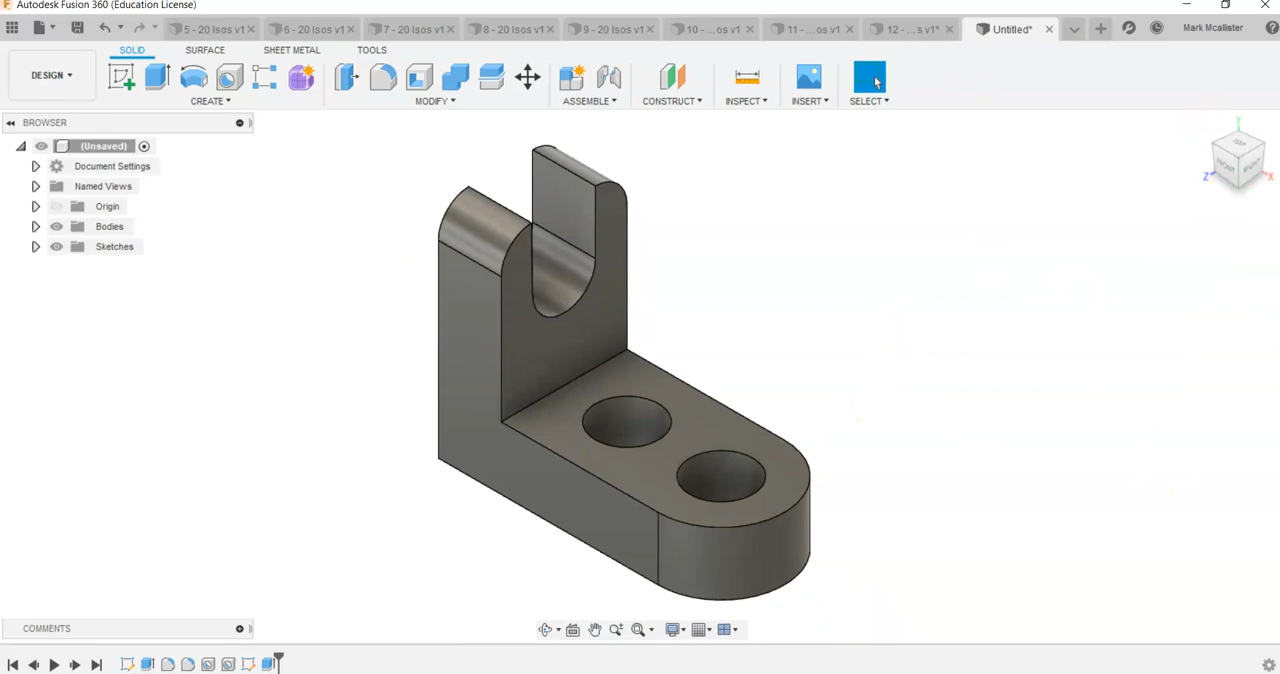 Autodesk Fusion 360 (Education License)
5 - 20 Isos v1 6 - 20 Isos v1 7 - 20 Isos v1 8 - 20 Isos v1 9 - 20 Isos v1 10 - ...os v1 11 - ...os v1 12 - ...s v1* Untitled* Mark Mcalister
SOLID SURFACE SHEET METAL TOOLS
DESIGN
CREATE MODIFY ASSEMBLE CONSTRUCT INSPECT INSERT SELECT
BROWSER
(Unsaved)
Document Settings
Named Views
Origin
Bodies
Sketches
Y
TOP
FRONT RIGHT
Z X
COMMENTS